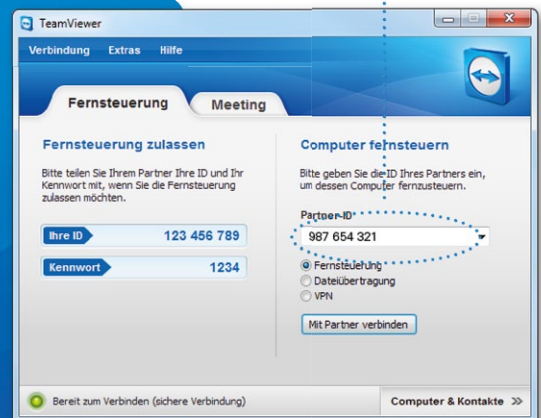 TeamViewer
Verbindung Extras Hilfe
Fernsteuerung Meeting
Fernsteuerung zulassen
Bitte teilen Sie Ihrem Partner Ihre ID und Ihr
Kennwort mit, wenn Sie die Fernsteuerung
zulassen möchten.
Ihre ID 123 456 789
Kennwort 1234
Computer fernsteuern
Bitte geben Sie die ID Ihres Partners ein,
um dessen Computer fernzusteuern.
Partner-ID
987 654 321
Fernsteuerung
Dateiübertragung
VPN
Mit Partner verbinden
Bereit zum Verbinden (sichere Verbindung)
Computer & Kontakte >>